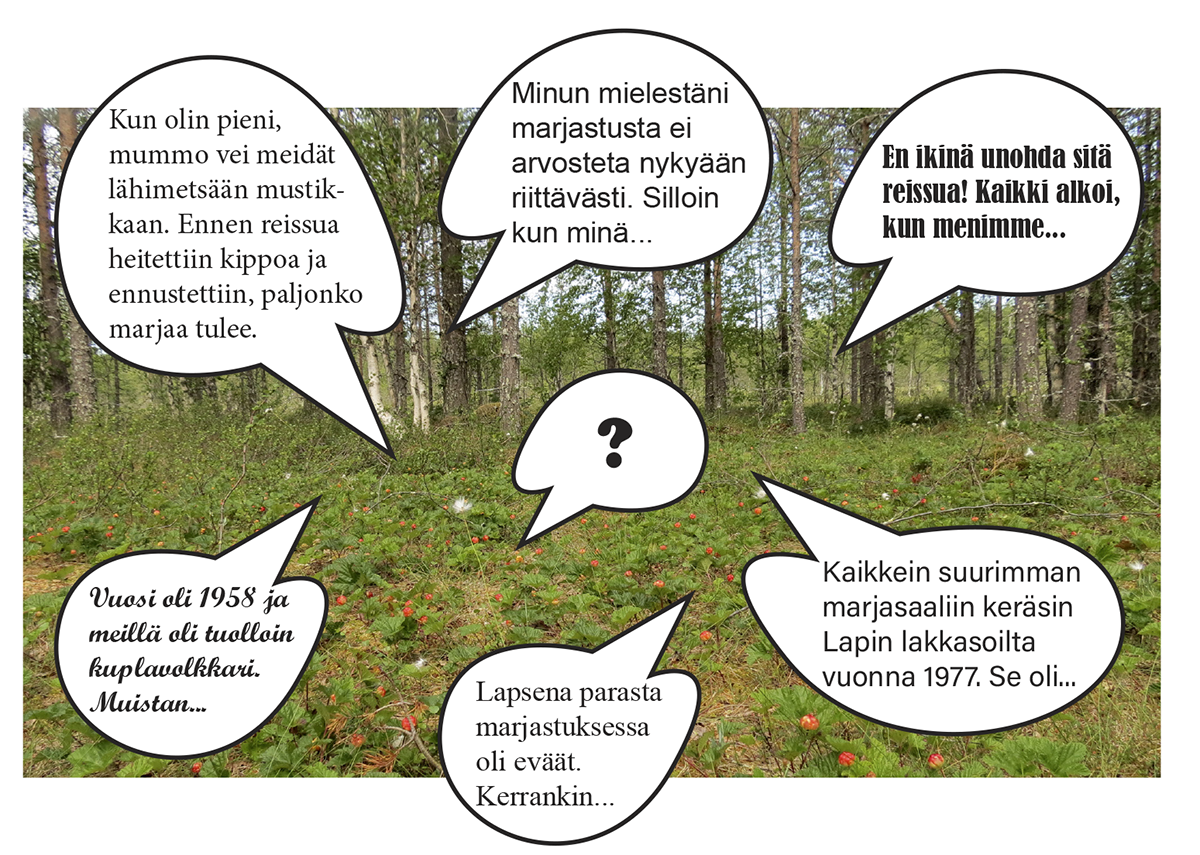 Kun olin pieni,
mummo vei meidät
lähimetsään mustik-
kaan. Ennen reissua
heitettiin kippoa ja
ennustettiin, paljonko
marjaa tulee.
Minun mielestäni
marjastusta ei
arvosteta nykyään
riittävästi. Silloin
kun minä...
En ikinä unohda sitä
reissua! Kaikki alkoi,
kun menimme...
?
Vuosi oli 1958 ja
meillä oli tuolloin
kuplavolkkari.
Muistan...
Lapsena parasta
marjastuksessa
oli eväät.
Kerrankin...
Kaikkein suurimman
marjasaaliin keräsin
Lapin lakkasoilta
vuonna 1977. Se oli...